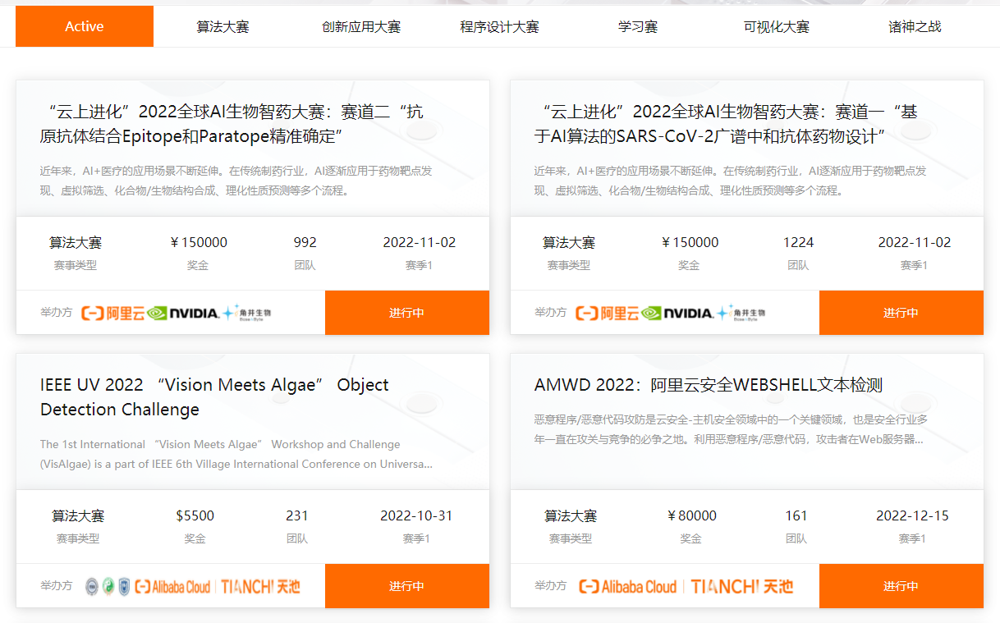 Active
算法大赛
创新应用大赛
程序设计大赛
学习赛
可视化大赛
诸神之战
“云上进化”2022全球AI生物智药大赛：赛道二“抗
原抗体结合Epitope和Paratope精准确定”
近年来，AI+医疗的应用场景不断延伸。在传统制药行业，AI逐渐应用于药物靶点发
现、虚拟筛选、化合物/生物结构合成、理化性质预测等多个流程。
算法大赛
￥150000
992
2022-11-02
赛事类型
奖金
团队
赛季1
举办方
阿里云
NVIDIA.
角井生物
Base · Byte
进行中
“云上进化”2022全球AI生物智药大赛：赛道一“基
于AI算法的SARS-CoV-2广谱中和抗体药物设计”
近年来，AI+医疗的应用场景不断延伸。在传统制药行业，AI逐渐应用于药物靶点发
现、虚拟筛选、化合物/生物结构合成、理化性质预测等多个流程。
算法大赛
￥150000
1224
2022-11-02
赛事类型
奖金
团队
赛季1
举办方
阿里云
NVIDIA.
角井生物
Base · Byte
进行中
IEEE UV 2022 “Vision Meets Algae” Object
Detection Challenge
The 1st International “Vision Meets Algae” Workshop and Challenge
(VisAlgae) is a part of IEEE 6th Village International Conference on Universa...
算法大赛
$5500
231
2022-10-31
赛事类型
奖金
团队
赛季1
举办方
Alibaba Cloud
TIANCHI 天池
进行中
AMWD 2022：阿里云安全WEBSHELL文本检测
恶意程序/恶意代码攻防是云安全-主机安全领域中的一个关键领域，也是安全行业多
年一直在攻关与竞争的必争之地。利用恶意程序/恶意代码，攻击者在Web服务器...
算法大赛
￥80000
161
2022-12-15
赛事类型
奖金
团队
赛季1
举办方
Alibaba Cloud
TIANCHI 天池
进行中